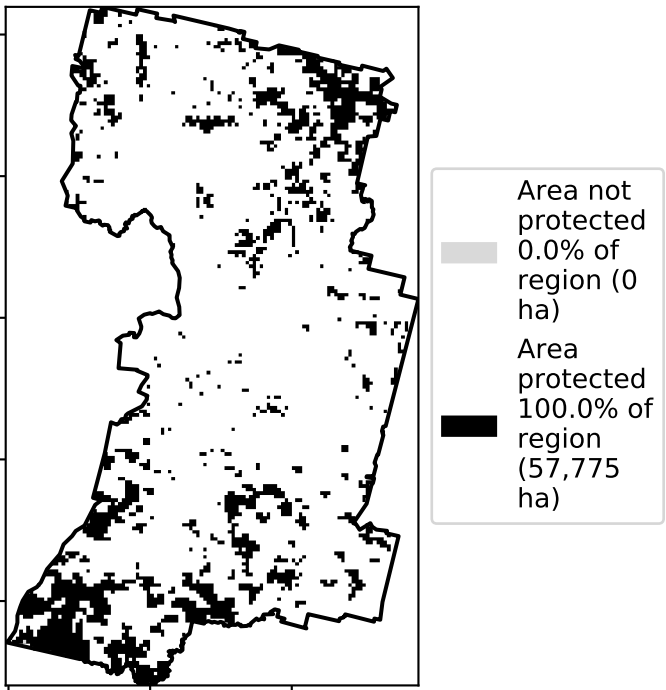 Area not
protected
0.0% of
region (0
ha)
Area
protected
100.0% of
region
(57,775
ha)